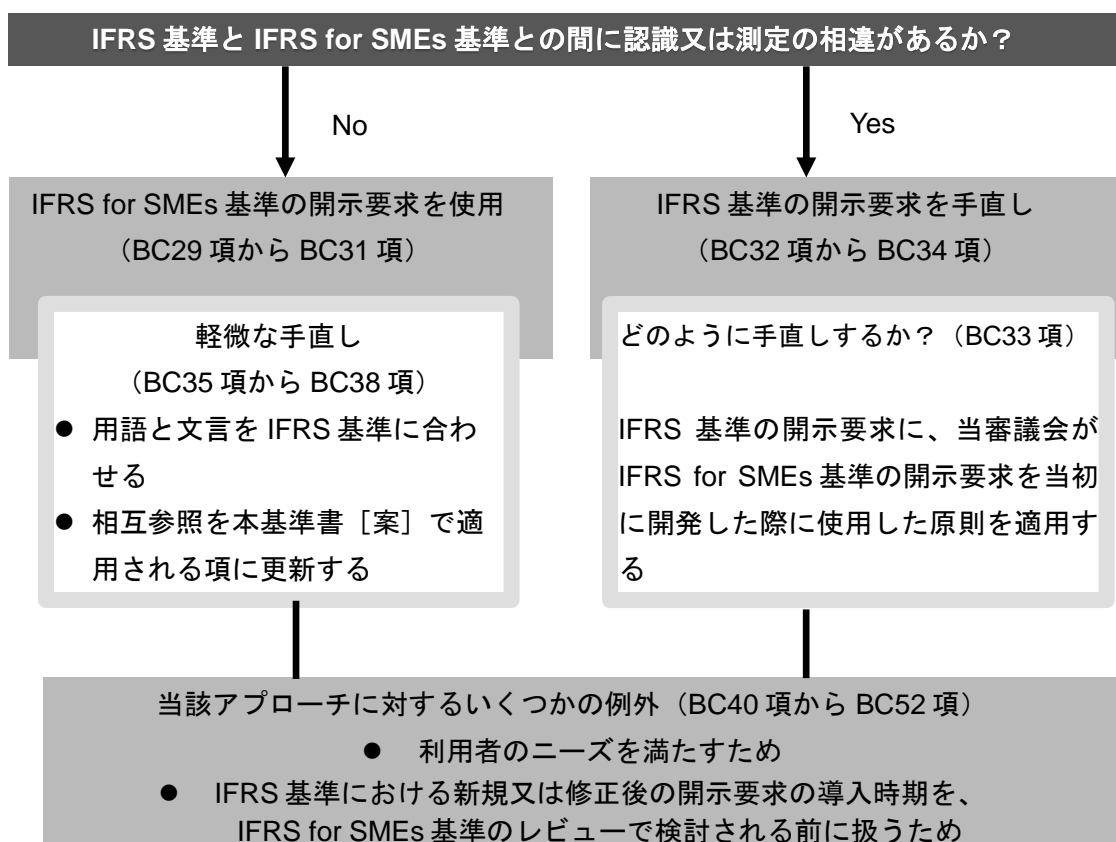 IFRS 基準と IFRS for SMEs 基準との間に認識又は測定の相違があるか？
No
Yes
IFRS for SMEs 基準の開示要求を使用
（BC29 項から BC31 項）
軽微な手直し
（BC35 項から BC38 項）
● 用語と文言を IFRS 基準に合わ
せる
● 相互参照を本基準書［案］で適
用される項に更新する
IFRS 基準の開示要求を手直し
（BC32 項から BC34 項）
どのように手直しするか？（BC33 項）
IFRS 基準の開示要求に、当審議会が
IFRS for SMEs 基準の開示要求を当初
に開発した際に使用した原則を適用す
る
当該アプローチに対するいくつかの例外（BC40 項から BC52 項）
● 利用者のニーズを満たすため
● IFRS 基準における新規又は修正後の開示要求の導入時期を、
IFRS for SMEs 基準のレビューで検討される前に扱うため